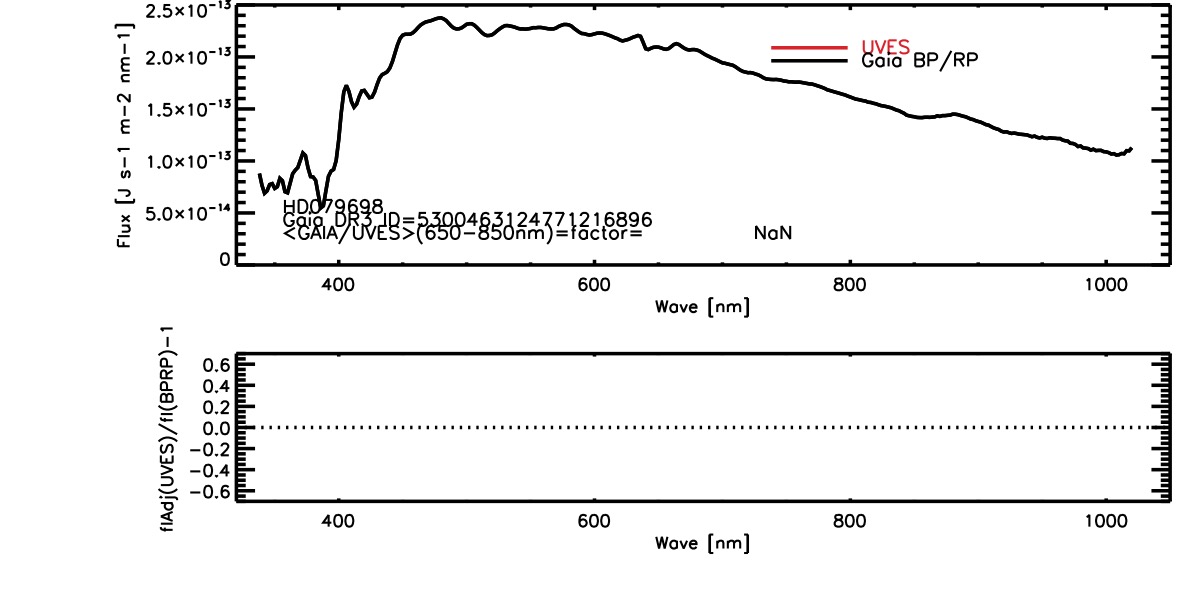 Flux [J s−1 m−2 nm−1]
2.5×10−13
2.0×10−13
1.5×10−13
1.0×10−13
5.0×10−14
0
UVES
Gaia BP/RP
HD079698
Gaia DR3 ID=5300463124771216896
<GAIA/UVES>(650−850nm)=factor= NaN
400 600 800 1000
Wave [nm]
flAdj(UVES)/fl(BPRP)−1
0.6
0.4
0.2
0.0
−0.2
−0.4
−0.6
400 600 800 1000
Wave [nm]